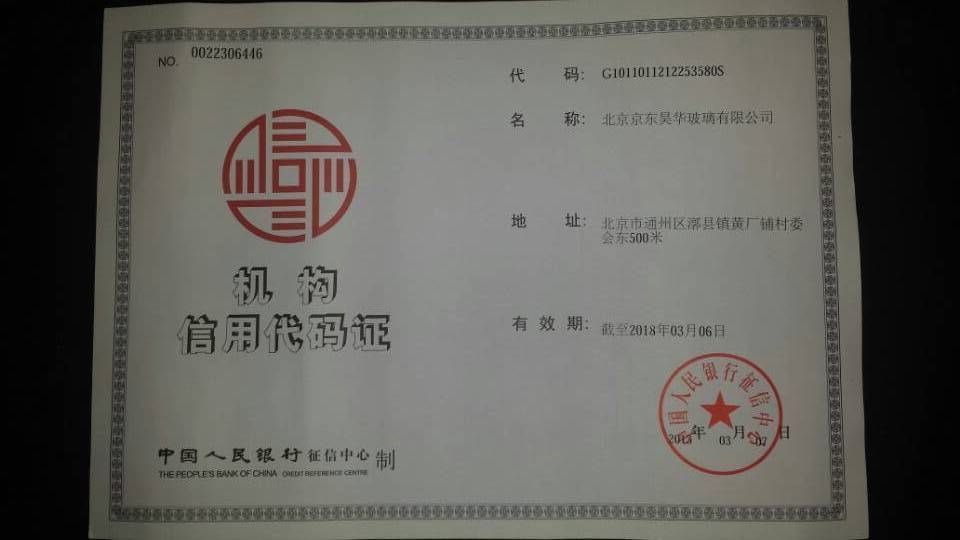 NO. 0022306446
代 码: G1011011212253580S
名 称: 北京京东昊华玻璃有限公司
地 址: 北京市通州区漷县镇黄厂铺村委
会东500米
机构
信用代码证
有 效 期: 截至2018年03月06日
中国人民银行征信中心
年 03 月 07 日
中国人民银行征信中心 制
THE PEOPLE'S BANK OF CHINA CREDIT REFERENCE CENTRE